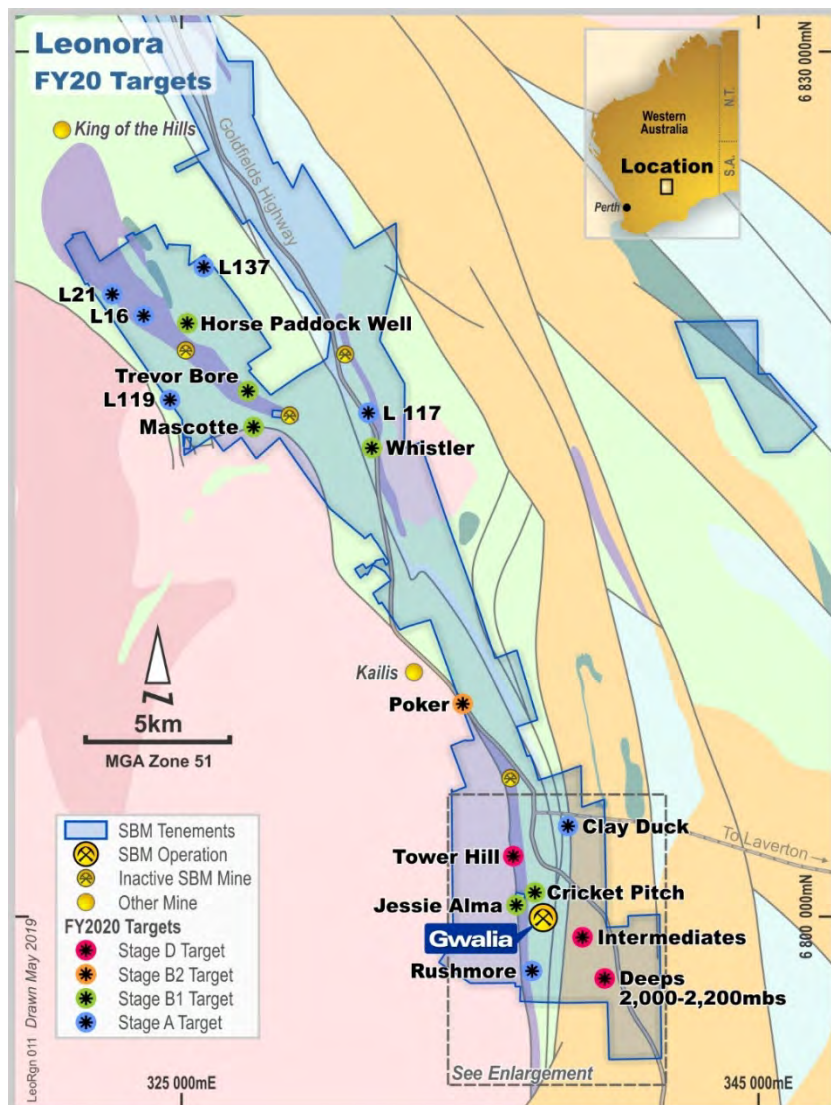 Leonora
FY20 Targets
6 830 000mN
Western
Australia
N.T.
S.A.
Location
Perth
King of the Hills
Goldfields Highway
L137
L21
L16
Horse Paddock Well
Trevor Bore
L119
L 117
Mascotte
Whistler
Kailis
Poker
N
5km
MGA Zone 51
SBM Tenements
SBM Operation
Inactive SBM Mine
Other Mine
FY2020 Targets
Stage D Target
Stage B2 Target
Stage B1 Target
Stage A Target
Clay Duck
To Laverton
Tower Hill
Cricket Pitch
Jessie Alma
Gwalia
Intermediates
Rushmore
Deeps
2,000-2,200mbs
6 800 000mN
See Enlargement
LeoRgn 011 Drawn May 2019
325 000mE
345 000mE